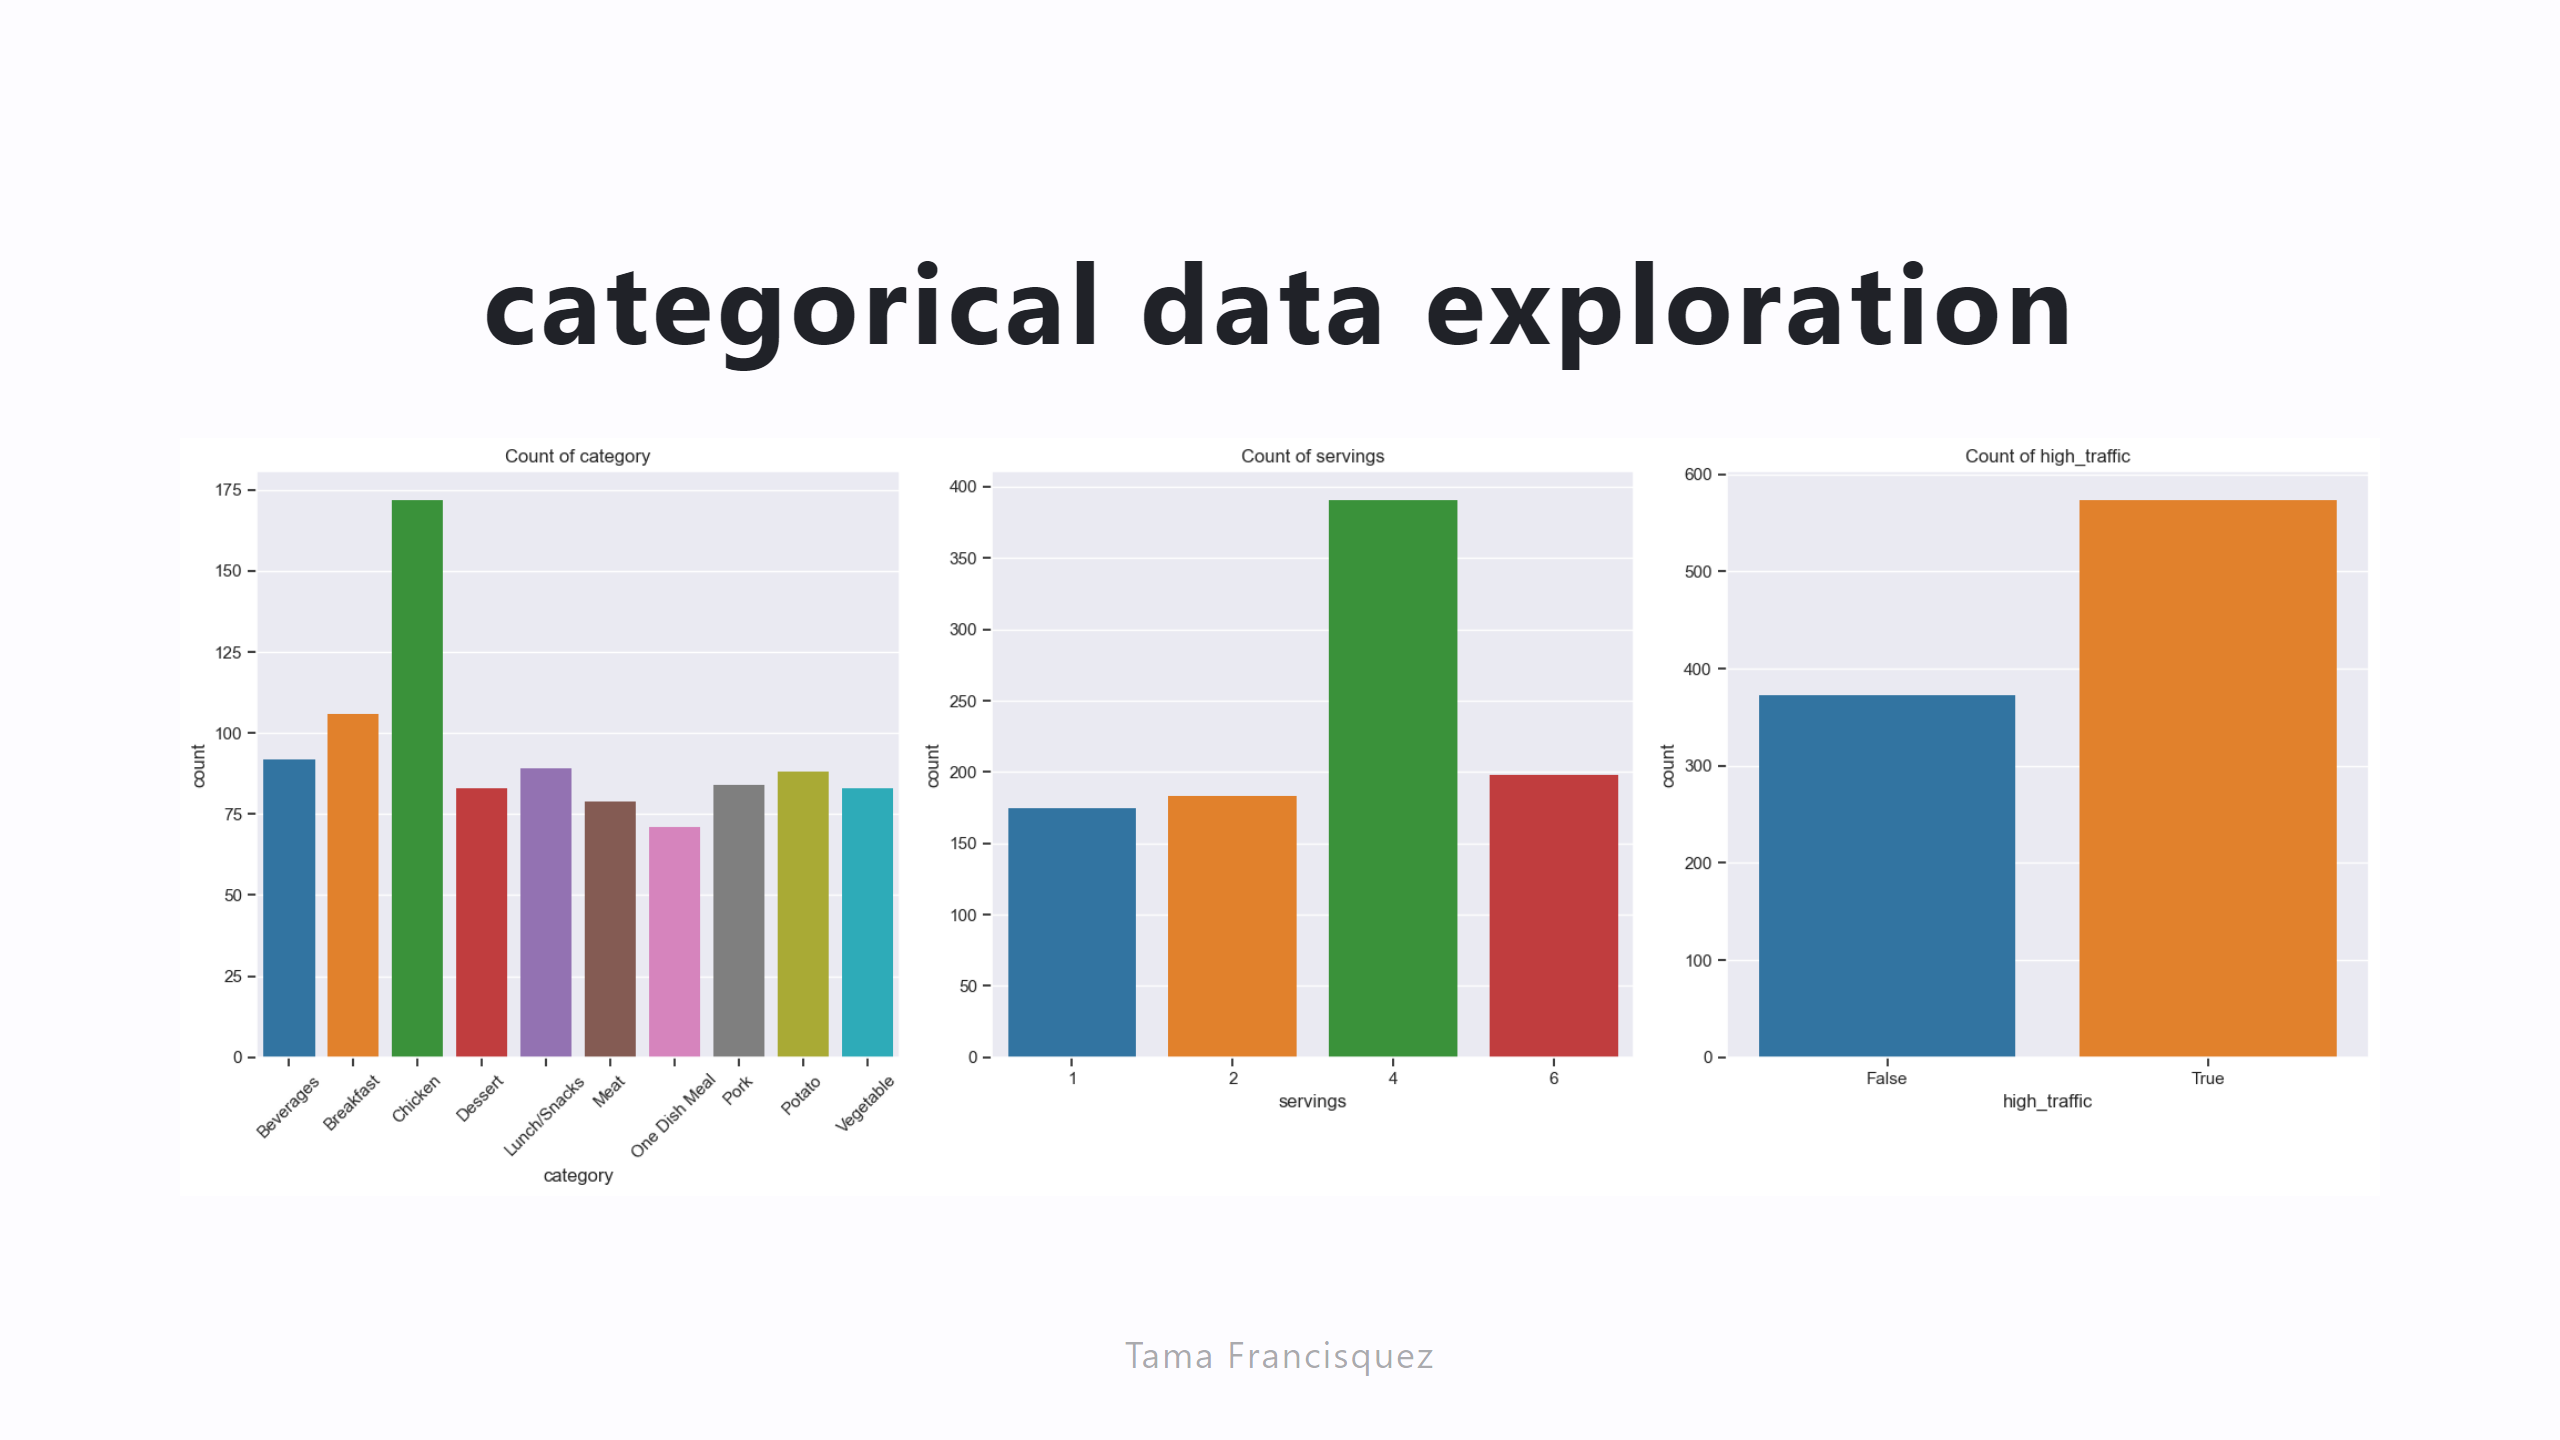 categorical data exploration
Count of category
175
150
125
100
75
50
25
0
count
Beverages
Breakfast
Chicken
Dessert
Lunch/Snacks
Meat
One Dish Meal
Pork
Potato
Vegetable
category
Count of servings
400
350
300
250
200
150
100
50
0
count
1
2
4
6
servings
Count of high_traffic
600
500
400
300
200
100
0
count
False
True
high_traffic
Tama Francisquez